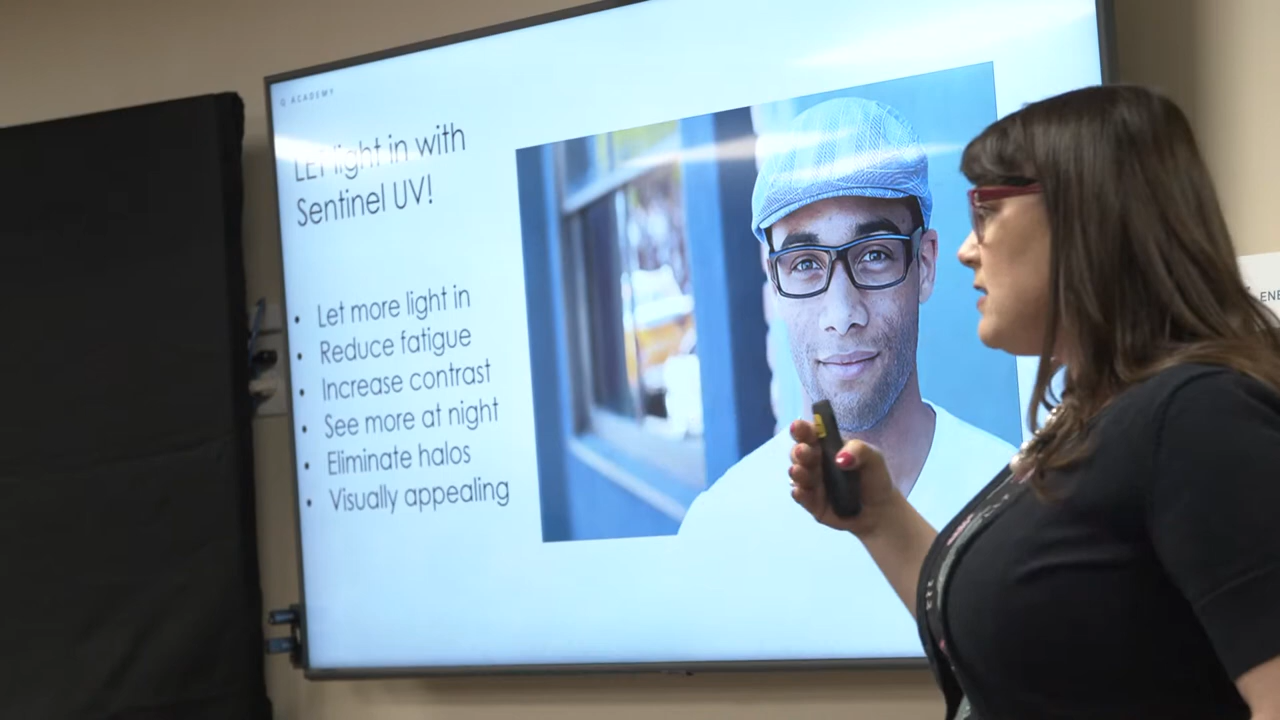 ACADEMY
LET light in with
Sentinel UV!
• Let more light in
• Reduce fatigue
• Increase contrast
• See more at night
• Eliminate halos
• Visually appealing